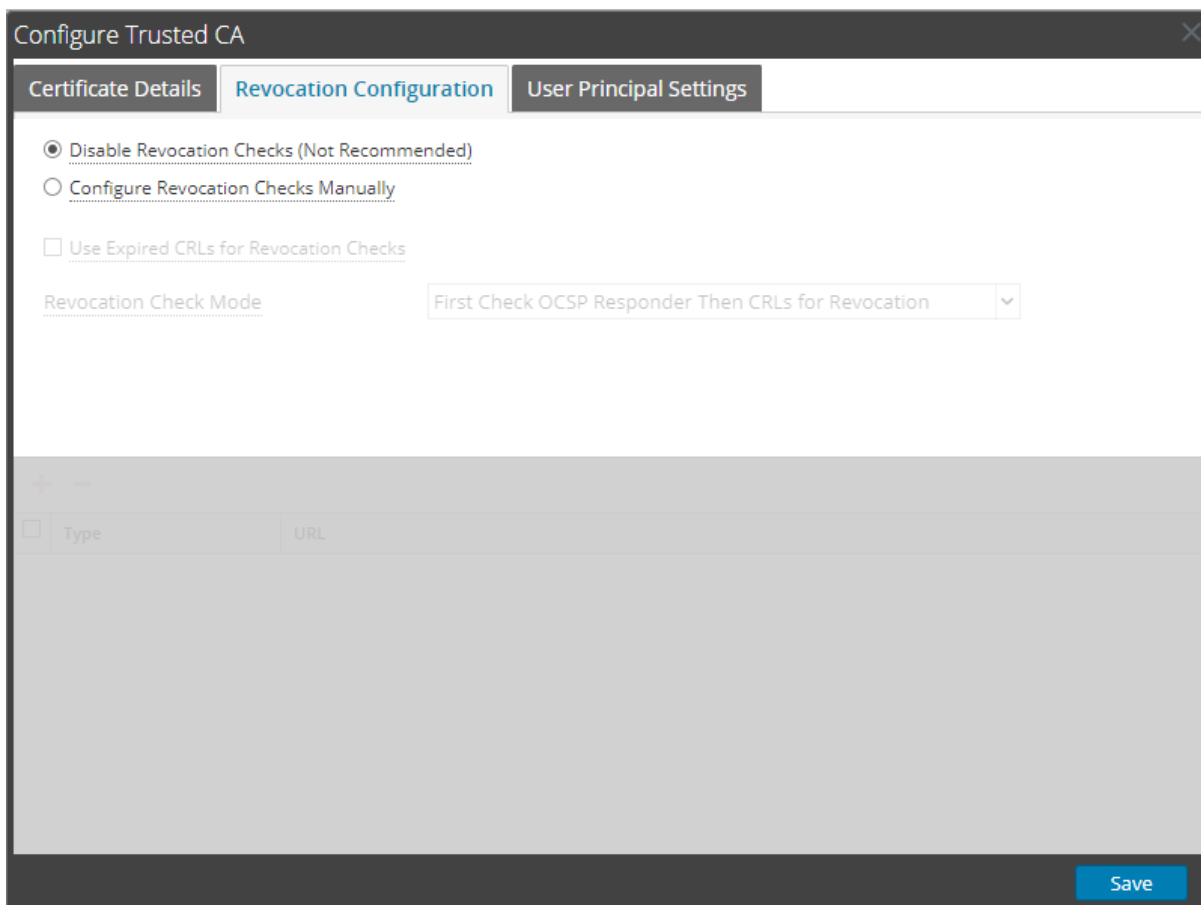 Configure Trusted CA
Certificate Details Revocation Configuration User Principal Settings
Disable Revocation Checks (Not Recommended)
Configure Revocation Checks Manually
Use Expired CRLs for Revocation Checks
Revocation Check Mode First Check OCSP Responder Then CRLs for Revocation
Type URL
Save